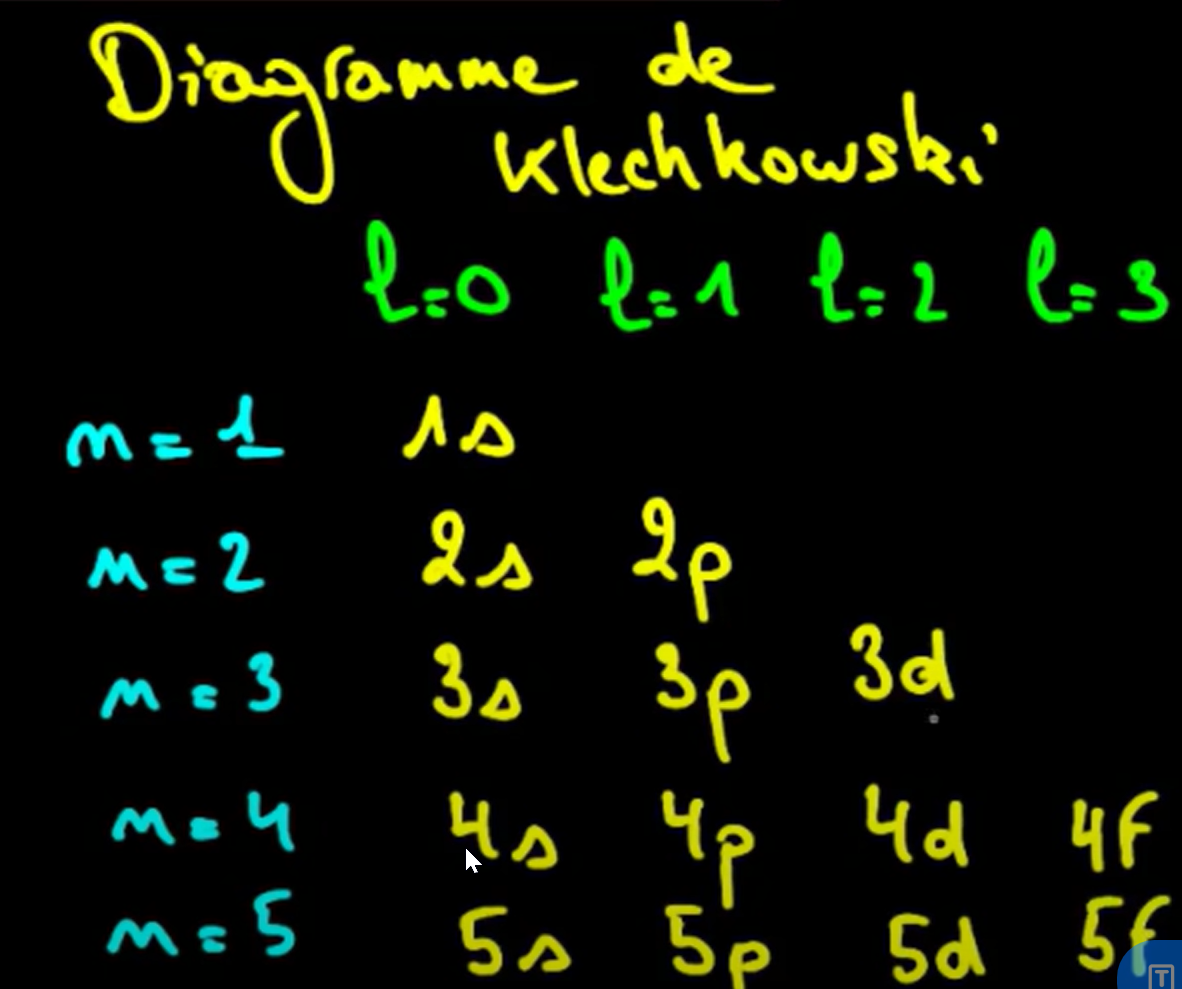 Diagramme de
Klechkowski
l=0 l=1 l=2 l=3
n=1 1s
n=2 2s 2p
n=3 3s 3p 3d
n=4 4s 4p 4d 4f
n=5 5s 5p 5d 5f
T